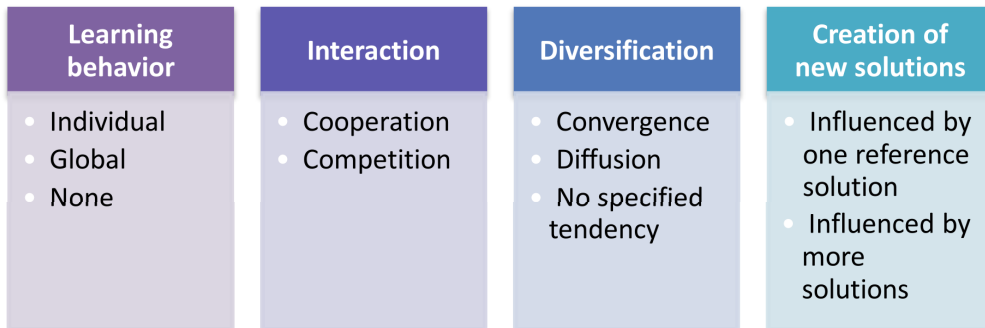 Learning
behavior
• Individual
• Global
• None
Interaction
• Cooperation
• Competition
Diversification
• Convergence
• Diffusion
• No specified
tendency
Creation of
new solutions
• Influenced by
one reference
solution
• Influenced by
more
solutions